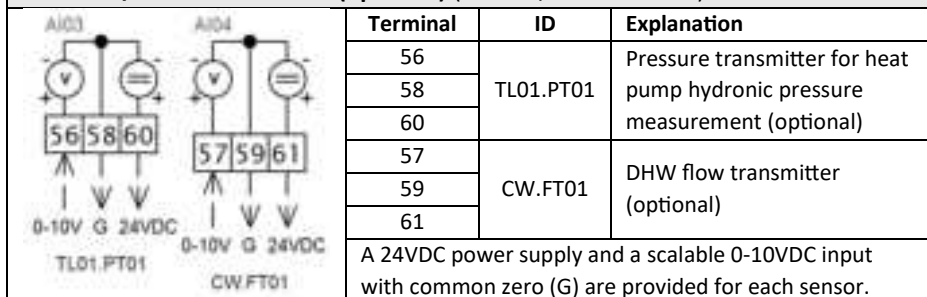 AI03
AI04
56 58 60
57 59 61
0-10V G 24VDC
0-10V G 24VDC
TL01.PT01
CW.FT01
Terminal ID Explanation
56
58
60
TL01.PT01
Pressure transmitter for heat
pump hydronic pressure
measurement (optional)
57
59
61
CW.FT01
DHW flow transmitter
(optional)
A 24VDC power supply and a scalable 0-10VDC input
with common zero (G) are provided for each sensor.